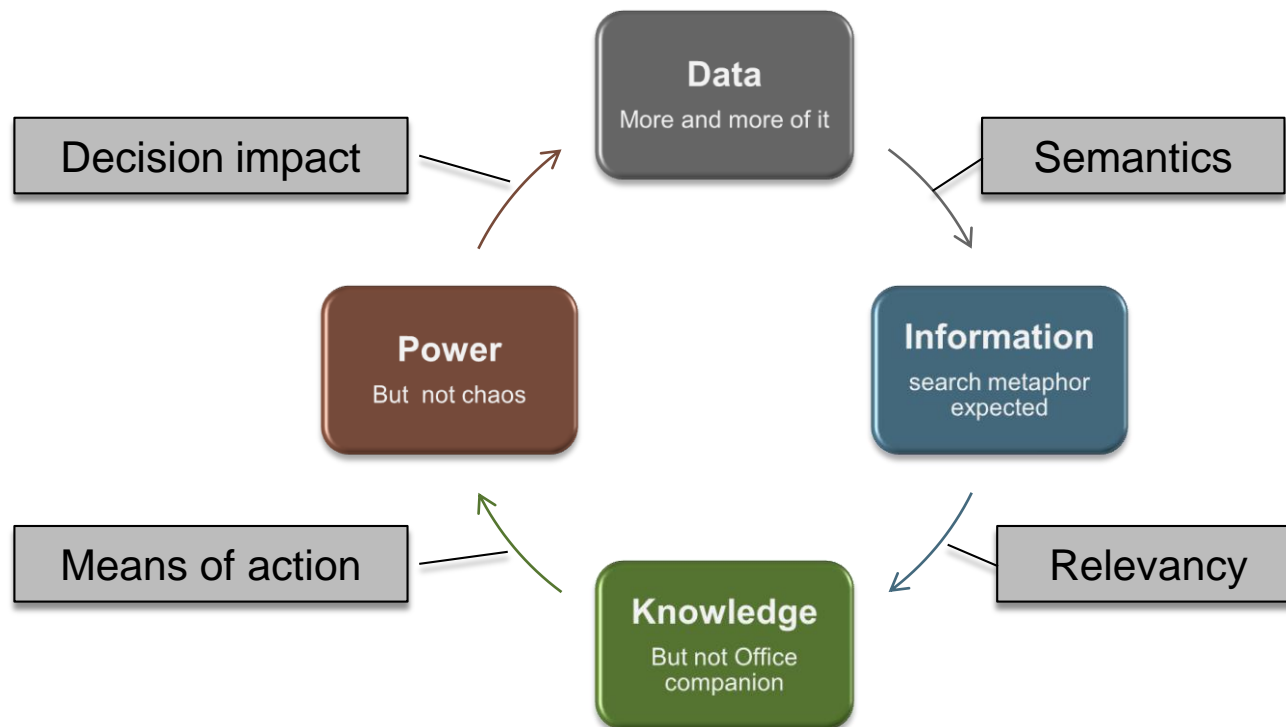 Data
More and more of it
Decision impact
Semantics
Power
But not chaos
Information
search metaphor
expected
Means of action
Relevancy
Knowledge
But not Office
companion